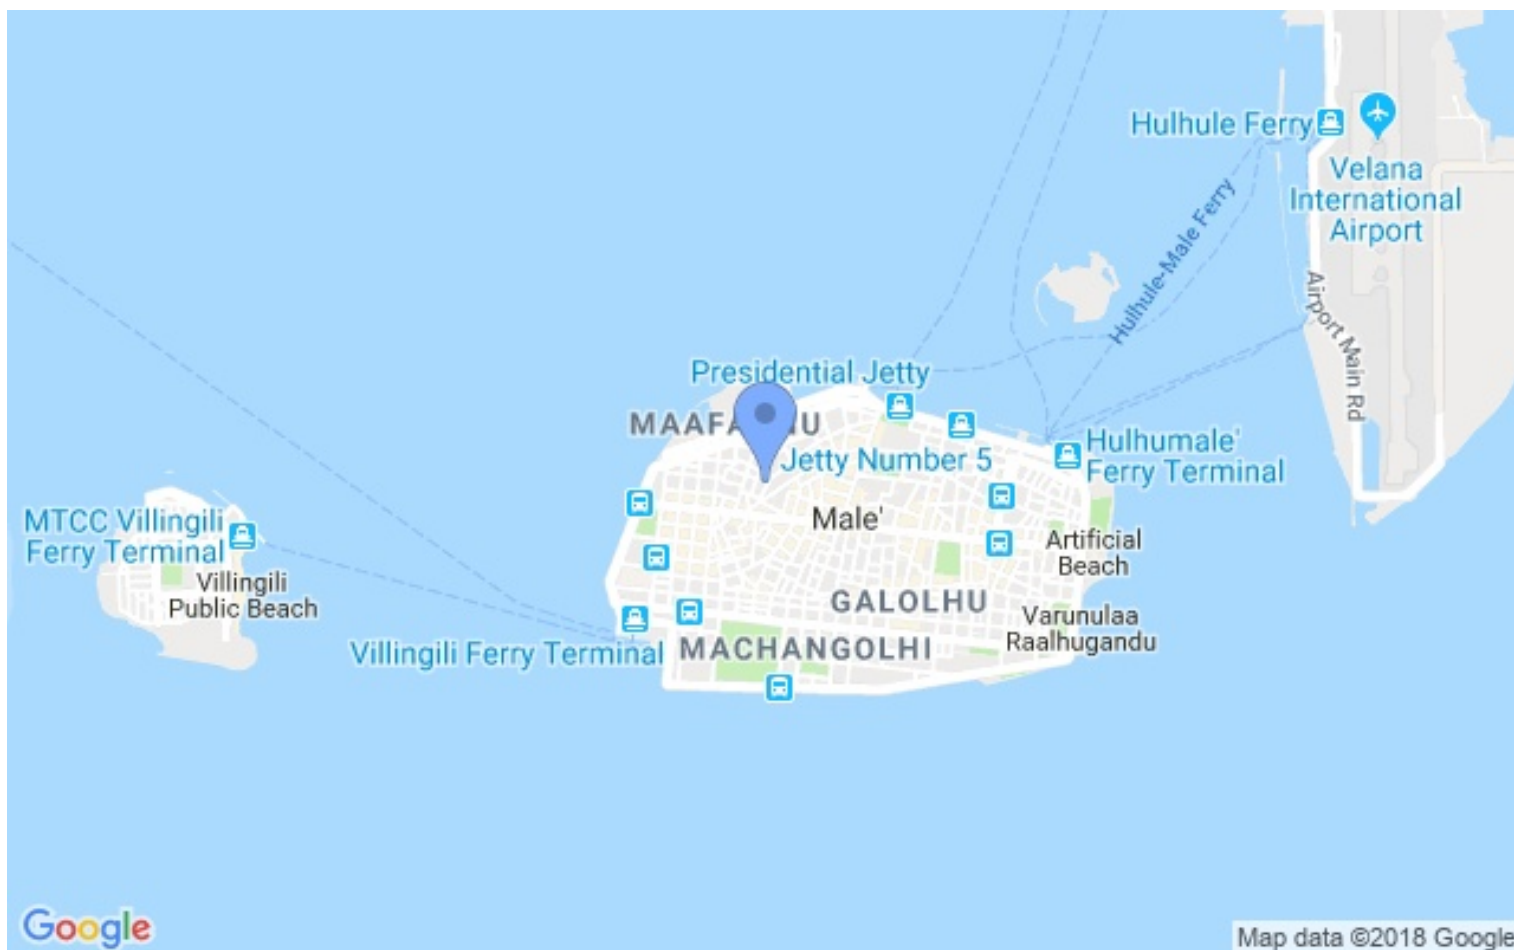 Hulhule Ferry
Velana
International
Airport
Hulhule-Male Ferry
Airport Main Rd
Presidential Jetty
Jetty Number 5
Hulhumale'
Ferry Terminal
Male'
MTCC Villingili
Ferry Terminal
Villingili
Public Beach
Artificial
Beach
GALOLHU
Varunulaa
Raalhugandu
Villingili Ferry Terminal
MACHANGOLHI
Google
Map data ©2018 Google